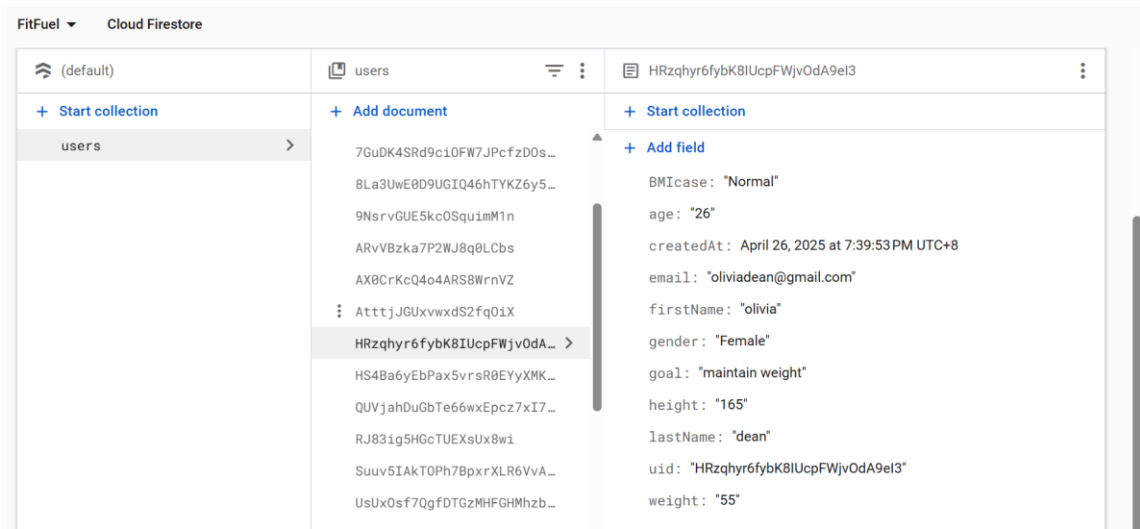 FitFuel Cloud Firestore
(default)
+ Start collection
users
users
+ Add document
7GuDK4SRd9ciOFW7JPcfzDOs…
8La3UwE0D9UGIQ46hTYKZ6y5…
9NsrvGUE5kcOSquimM1n
ARvVBzka7P2WJ8q0LCbs
AX0CrKcQ4o4ARS8WrnVZ
AtttjJGUxvwxdS2fqOiX
HRzqhyr6fybK8IUcpFWjvOdA…
HS4Ba6yEbPax5vrsR0EYyXMK…
QUVjahDuGbTe66wxEpcz7xI7…
RJ83ig5HGcTUEXsUx8wi
Suuv5IAkTOPh7BpxrXLR6VvA…
UsUxOsf7QgfDTGzMHFGHMhzb…
HRzqhyr6fybK8IUcpFWjvOdA9eI3
+ Start collection
+ Add field
BMIcase: "Normal"
age: "26"
createdAt: April 26, 2025 at 7:39:53 PM UTC+8
email: "oliviadean@gmail.com"
firstName: "olivia"
gender: "Female"
goal: "maintain weight"
height: "165"
lastName: "dean"
uid: "HRzqhyr6fybK8IUcpFWjvOdA9eI3"
weight: "55"